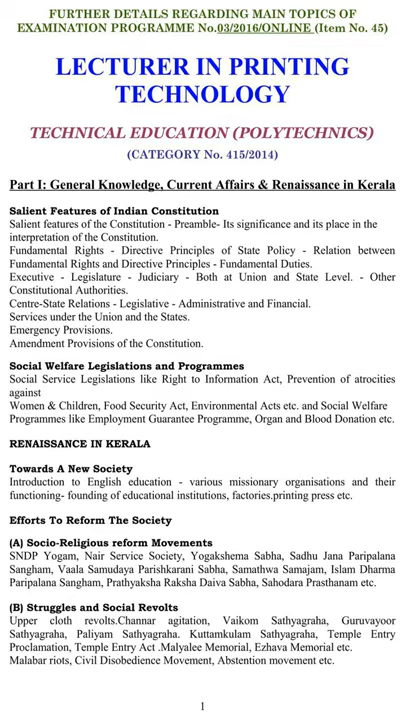 FURTHER DETAILS REGARDING MAIN TOPICS OF
EXAMINATION PROGRAMME No.03/2016/ONLINE (Item No. 45)
LECTURER IN PRINTING
TECHNOLOGY
TECHNICAL EDUCATION (POLYTECHNICS)
(CATEGORY No. 415/2014)
Part I: General Knowledge, Current Affairs & Renaissance in Kerala
Salient Features of Indian Constitution
Salient features of the Constitution - Preamble- Its significance and its place in the
interpretation of the Constitution.
Fundamental Rights - Directive Principles of State Policy - Relation between
Fundamental Rights and Directive Principles - Fundamental Duties.
Executive - Legislature - Judiciary - Both at Union and State Level. - Other
Constitutional Authorities.
Centre-State Relations - Legislative - Administrative and Financial.
Services under the Union and the States.
Emergency Provisions.
Amendment Provisions of the Constitution.
Social Welfare Legislations and Programmes
Social Service Legislations like Right to Information Act, Prevention of atrocities
against
Women & Children, Food Security Act, Environmental Acts etc. and Social Welfare
Programmes like Employment Guarantee Programme, Organ and Blood Donation etc.
RENAISSANCE IN KERALA
Towards A New Society
Introduction to English education - various missionary organisations and their
functioning- founding of educational institutions, factories.printing press etc.
Efforts To Reform The Society
(A) Socio-Religious reform Movements
SNDP Yogam, Nair Service Society, Yogakshema Sabha, Sadhu Jana Paripalana
Sangham, Vaala Samudaya Parishkarani Sabha, Samathwa Samajam, Islam Dharma
Paripalana Sangham, Prathyaksha Raksha Daiva Sabha, Sahodara Prasthanam etc.
(B) Struggles and Social Revolts
Upper cloth revolts.Channar agitation, Vaikom Sathyagraha, Guruvayoor
Sathyagraha, Paliyam Sathyagraha. Kuttamkulam Sathyagraha, Temple Entry
Proclamation, Temple Entry Act .Malyalee Memorial, Ezhava Memorial etc.
Malabar riots, Civil Disobedience Movement, Abstention movement etc.
1